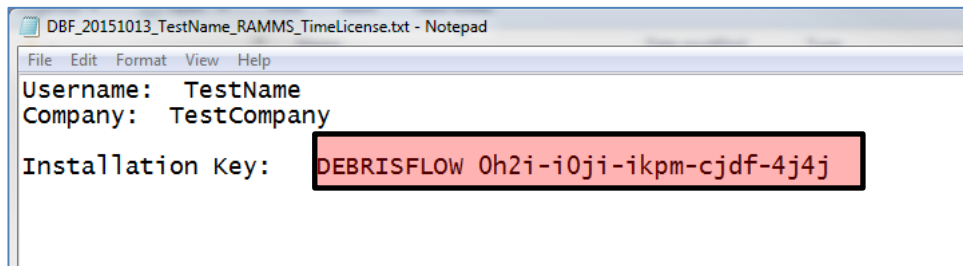 DBF_20151013_TestName_RAMMS_TimeLicense.txt - Notepad
File Edit Format View Help
Username: TestName
Company: TestCompany
Installation Key: DEBRISFLOW 0h2i-i0ji-ikpm-cjdf-4j4j